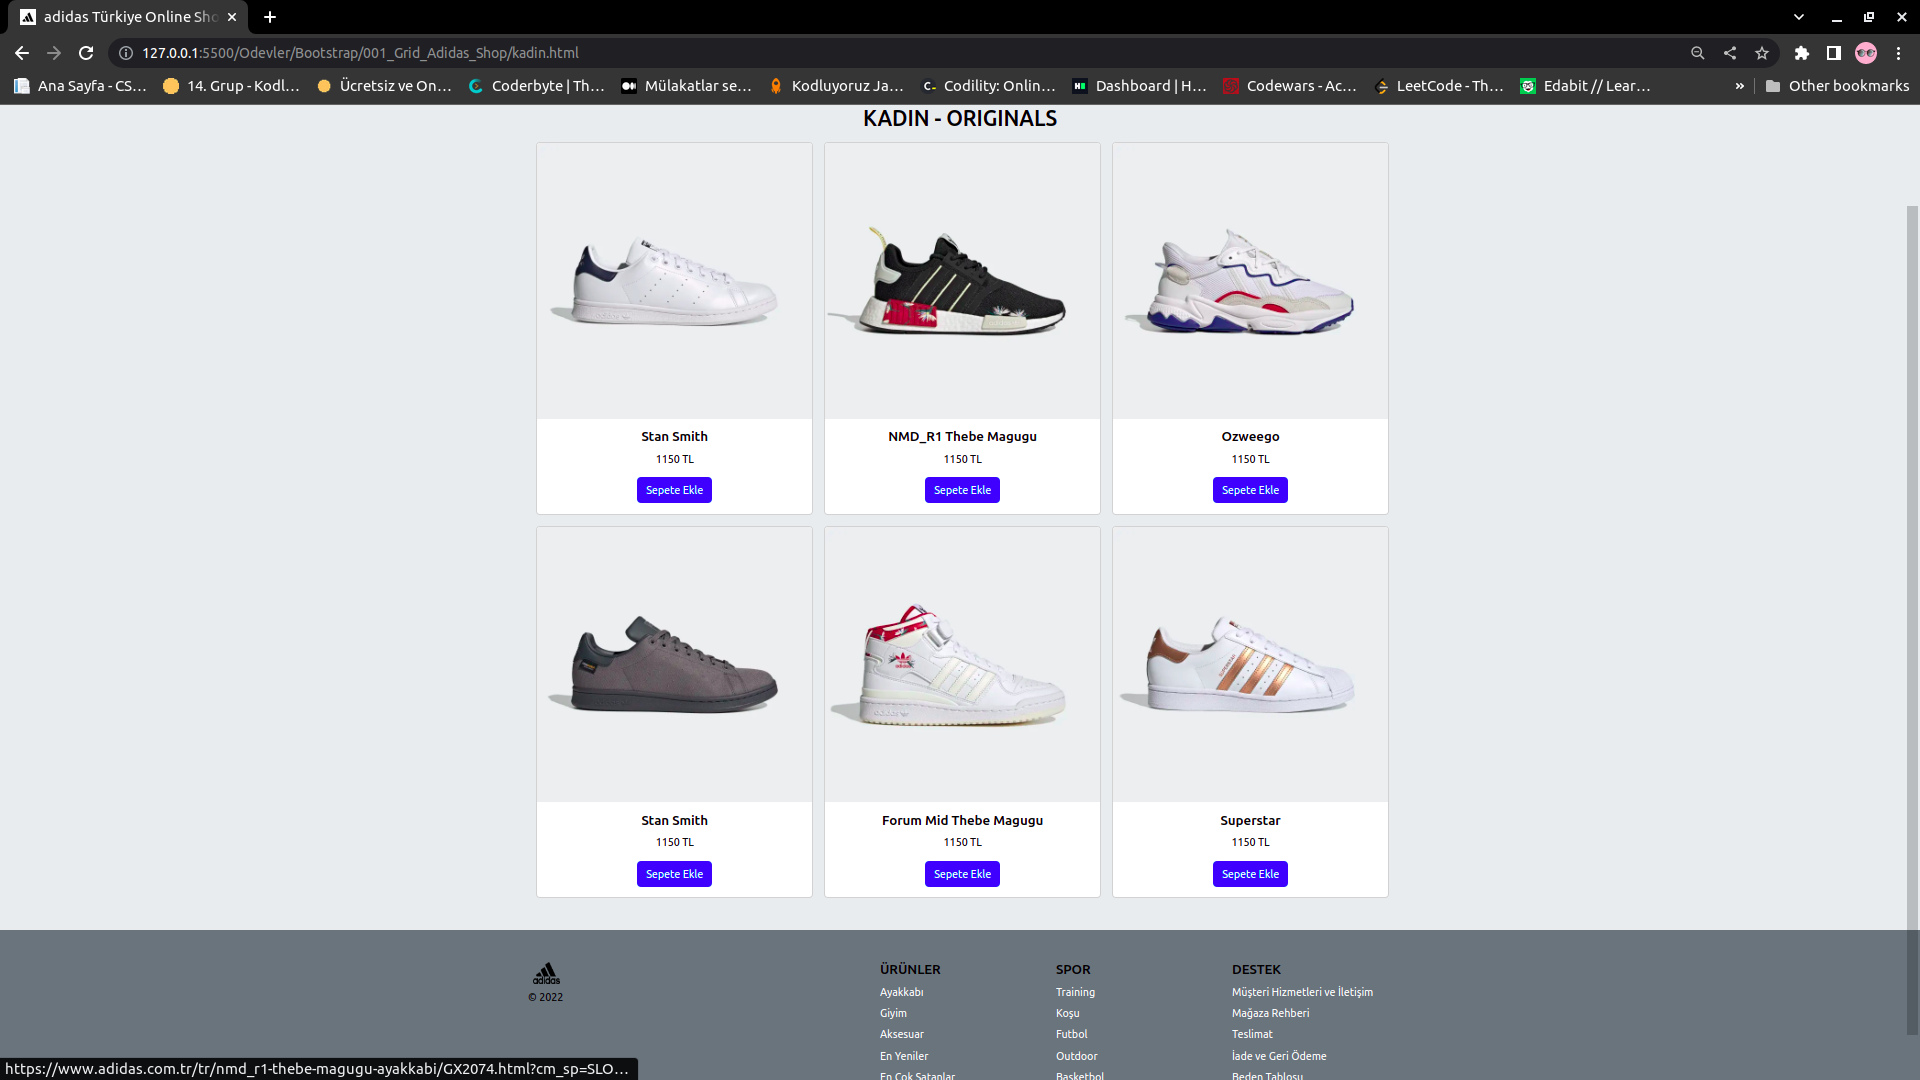 adidas Türkiye Online Sho
127.0.0.1:5500/Odevler/Bootstrap/001_Grid_Adidas_Shop/kadin.html
Ana Sayfa - CS… 14. Grup - Kodl… Ücretsiz ve On… Coderbyte | Th… Mülakatlar se… Kodluyoruz Ja… Codility: Onlin… Dashboard | H… Codewars - Ac… LeetCode - Th… Edabit // Lear… » Other bookmarks
KADIN - ORIGINALS
Stan Smith NMD_R1 Thebe Magugu Ozweego
1150 TL 1150 TL 1150 TL
Sepete Ekle Sepete Ekle Sepete Ekle
Stan Smith Forum Mid Thebe Magugu Superstar
1150 TL 1150 TL 1150 TL
Sepete Ekle Sepete Ekle Sepete Ekle
adidas
© 2022
ÜRÜNLER
Ayakkabı
Giyim
Aksesuar
En Yeniler
En Çok Satanlar
SPOR
Training
Koşu
Futbol
Outdoor
Basketbol
DESTEK
Müşteri Hizmetleri ve İletişim
Mağaza Rehberi
Teslimat
İade ve Geri Ödeme
Beden Tablosu
https://www.adidas.com.tr/tr/nmd_r1-thebe-magugu-ayakkabi/GX2074.html?cm_sp=SLO…